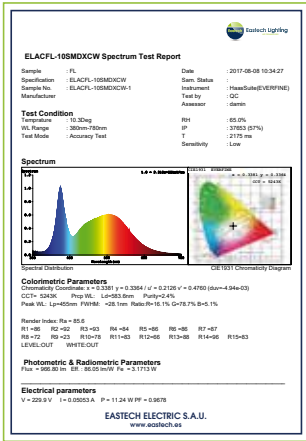 Eastech Lighting
ELACFL-10SMDXCW Spectrum Test Report
Sample : FL Date : 2017-08-08 10:34:27
Specification : ELACFL-10SMDXCW Sam. Status :
Sample No. : ELACFL-10SMDXCW-1 Instrument : HaasSuite(EVERFINE)
Manufacturer Test by : QC
Assessor : damin
Test Condition
Temprature : 10.3Deg RH : 65.0%
WL Range : 380nm-780nm IP : 37653 (57%)
Test Mode : Accuracy Test T : 2175 ms
Sensitivity : Low
Spectrum
CIE1931 EVERFINE
x = 0.3381 y = 0.3364
CCT = 5243K
Spectral Distribution CIE1931 Chromaticity Diagram
Colorimetric Parameters
Chromaticity Coordinate: x = 0.3381 y = 0.3364 / u' = 0.2126 v' = 0.4760 (duv=-4.94e-03)
CCT= 5243K Prcp WL: Ld=583.6nm Purity=2.4%
Peak WL: Lp=455nm FWHM: =28.1nm Ratio:R=16.1% G=78.7% B=5.1%
Render Index: Ra = 85.6
R1 =86 R2 =92 R3 =93 R4 =84 R5 =86 R6 =86 R7 =87
R8 =72 R9 =23 R10=78 R11=83 R12=66 R13=88 R14=96 R15=83
LEVEL:OUT WHITE:OUT
Photometric & Radiometric Parameters
Flux = 966.80 lm Eff. : 86.05 lm/W Fe = 3.1713 W
Electrical parameters
V = 229.9 V I = 0.05053 A P = 11.24 W PF = 0.9678
EASTECH ELECTRIC S.A.U.
www.eastech.es